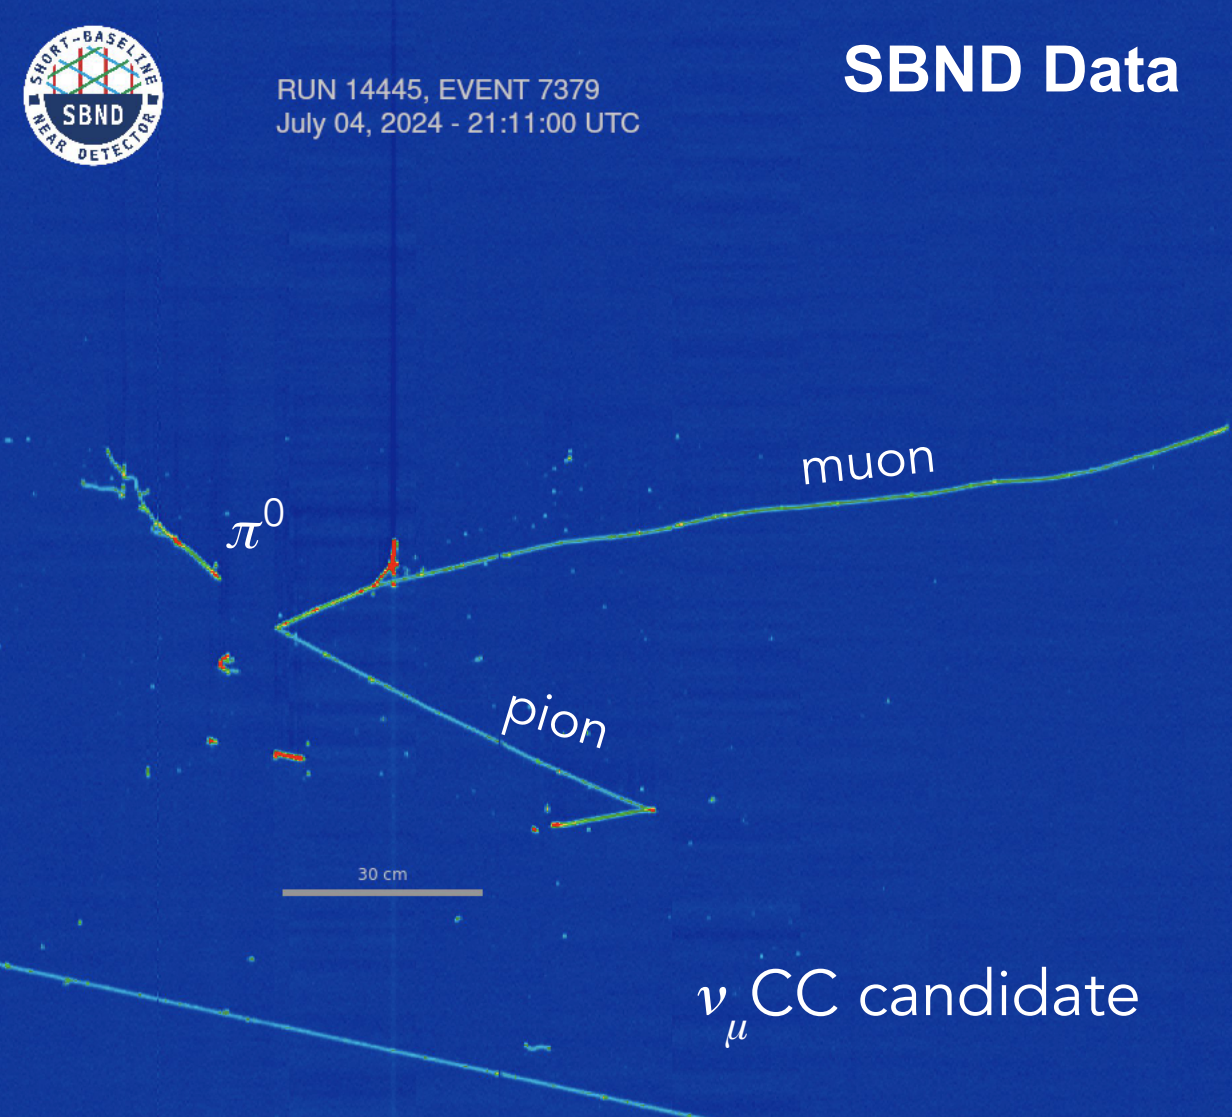 SHORT-BASELINE
SBND
NEAR DETECTOR
SBND Data
RUN 14445, EVENT 7379
July 04, 2024 - 21:11:00 UTC
muon
π⁰
pion
30 cm
νμCC candidate